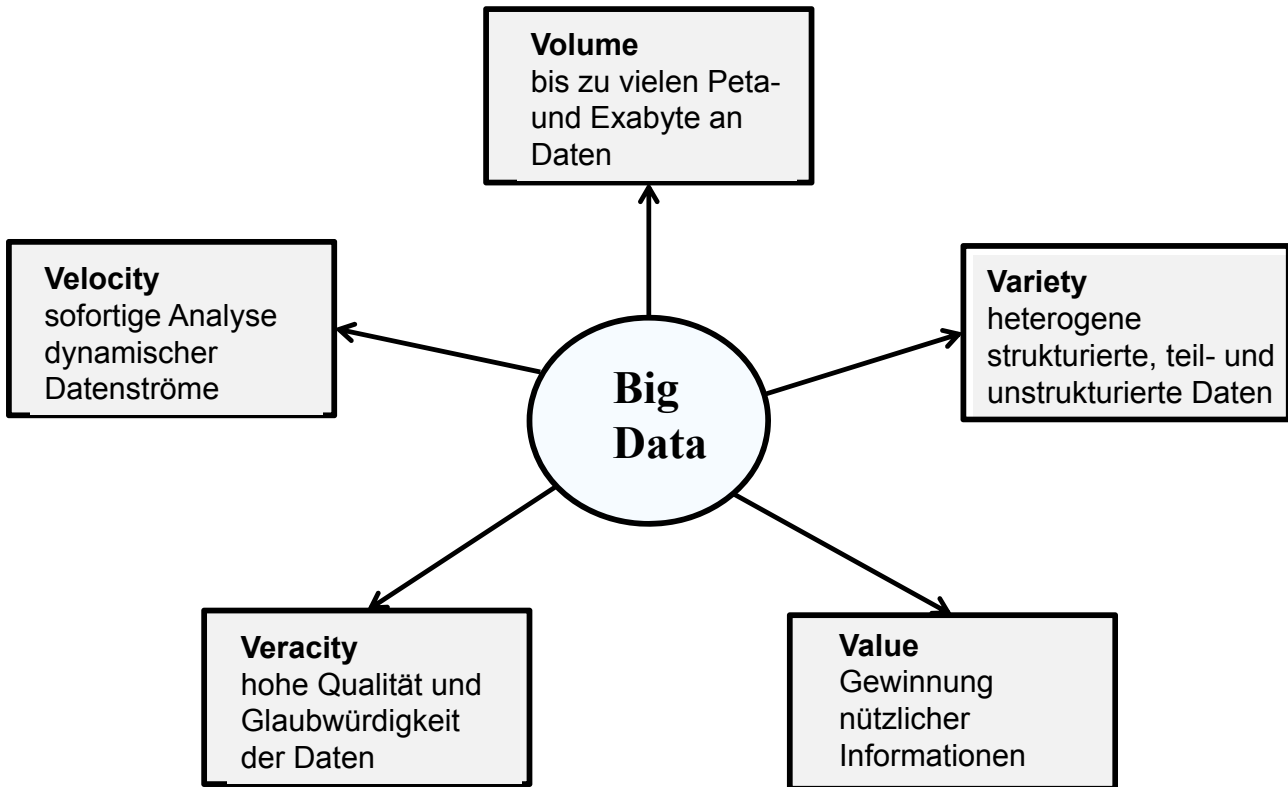 Volume
bis zu vielen Peta-
und Exabyte an
Daten
Velocity
sofortige Analyse
dynamischer
Datenströme
Variety
heterogene
strukturierte, teil- und
unstrukturierte Daten
Big
Data
Veracity
hohe Qualität und
Glaubwürdigkeit
der Daten
Value
Gewinnung
nützlicher
Informationen